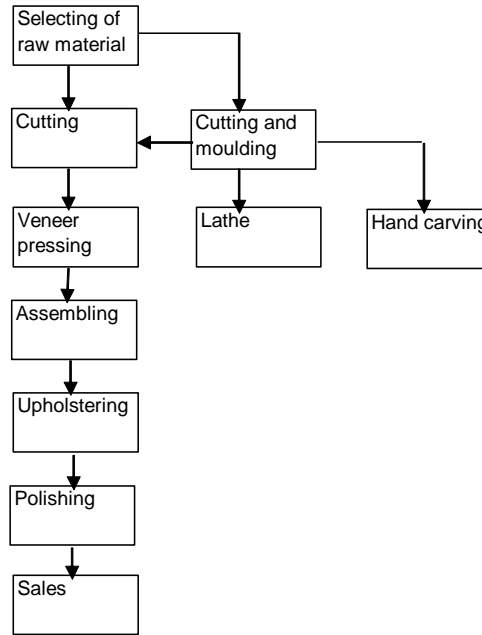 Selecting of
raw material
Cutting
Cutting and
moulding
Veneer
pressing
Lathe
Hand carving
Assembling
Upholstering
Polishing
Sales